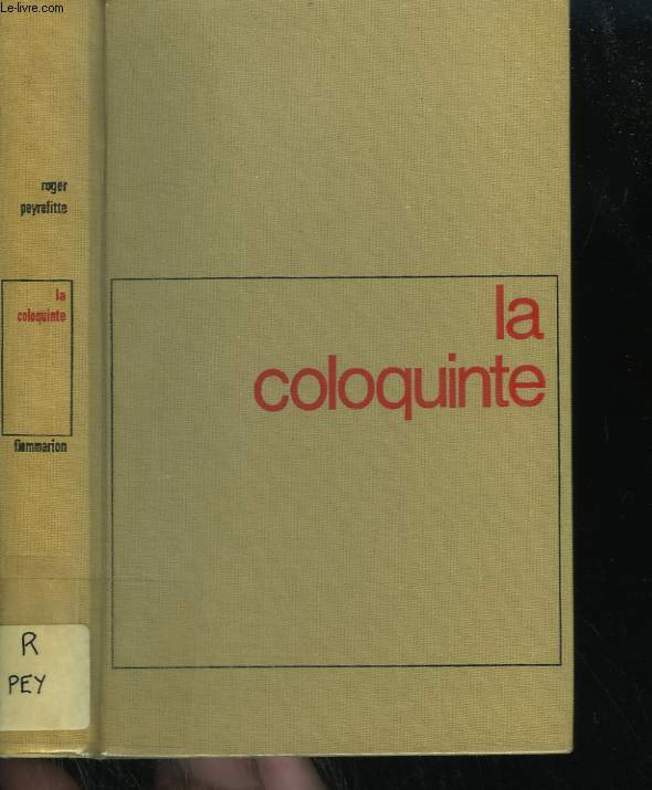 Le-livre.com
roger
peyrefitte
la
coloquinte
flammarion
R
PEY
la
coloquinte